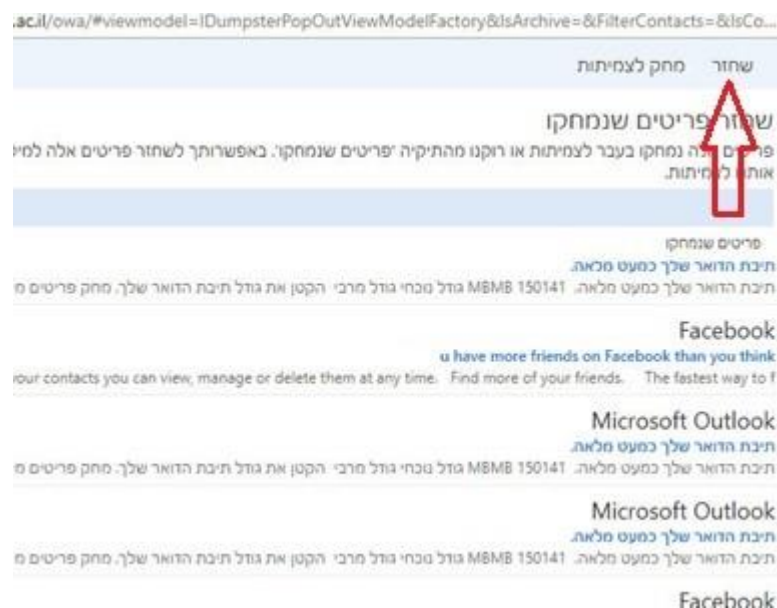 .ac.il/owa/#viewmodel=IDumpsterPopOutViewModelFactory&IsArchive=&FilterContacts=&IsCo...
שחזר מחק לצמיתות
שחזר פריטים שנמחקו
פריטים אלה נמחקו בעבר לצמיתות או רוקנו מהתיקיה 'פריטים שנמחקו'. באפשרותך לשחזר פריטים אלה למי
אותם לצמיתות.
פריטים שנמחקו
תיבת הדואר שלך כמעט מלאה.
תיבת הדואר שלך כמעט מלאה. 150141 MBMB גודל נוכחי גודל מרבי הקטן את גודל תיבת הדואר שלך. מחק פריטים מ
Facebook
u have more friends on Facebook than you think
your contacts you can view, manage or delete them at any time. Find more of your friends. The fastest way to f
Microsoft Outlook
תיבת הדואר שלך כמעט מלאה.
תיבת הדואר שלך כמעט מלאה. 150141 MBMB גודל נוכחי גודל מרבי הקטן את גודל תיבת הדואר שלך. מחק פריטים מ
Microsoft Outlook
תיבת הדואר שלך כמעט מלאה.
תיבת הדואר שלך כמעט מלאה. 150141 MBMB גודל נוכחי גודל מרבי הקטן את גודל תיבת הדואר שלך. מחק פריטים מ
Facebook